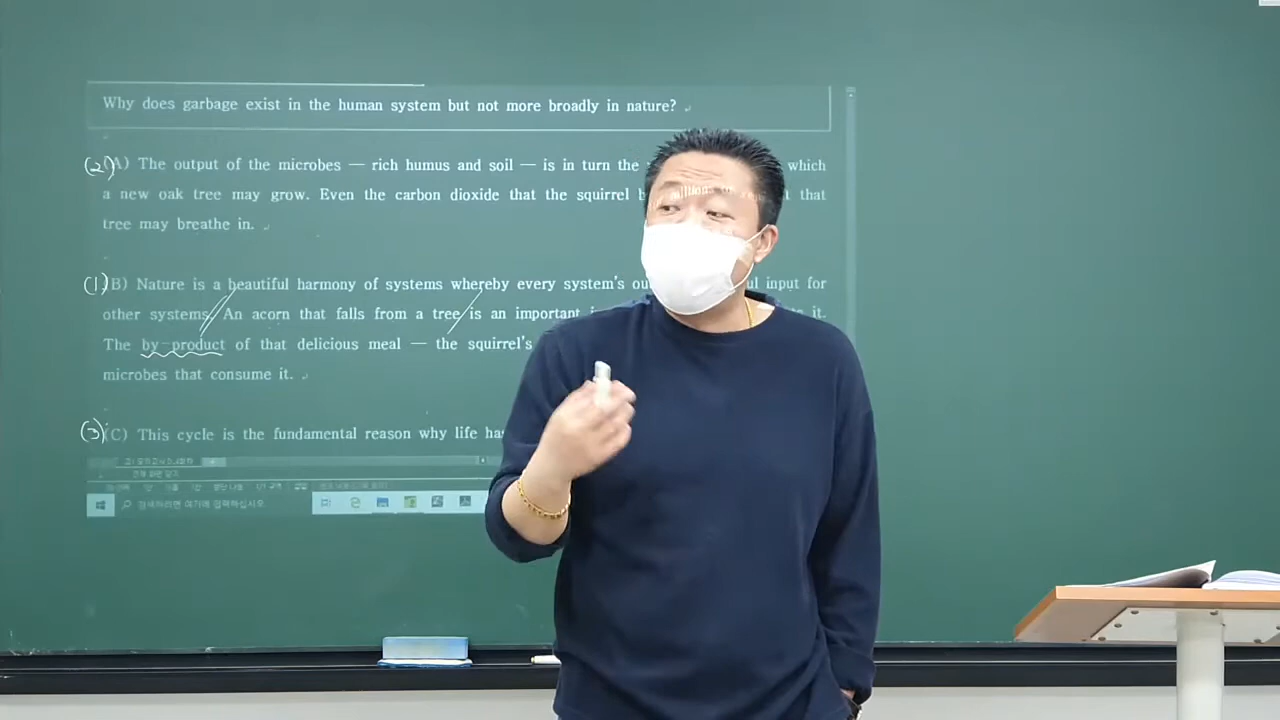 Why does garbage exist in the human system but not more broadly in nature?
(2)(A) The output of the microbes — rich humus and soil — is in turn the which
a new oak tree may grow. Even the carbon dioxide that the squirrel that
tree may breathe in.
(1)(B) Nature is a beautiful harmony of systems whereby every system's input for
other systems. An acorn that falls from a tree is an important it.
The by-product of that delicious meal — the squirrel's
microbes that consume it.
(3)(C) This cycle is the fundamental reason why life